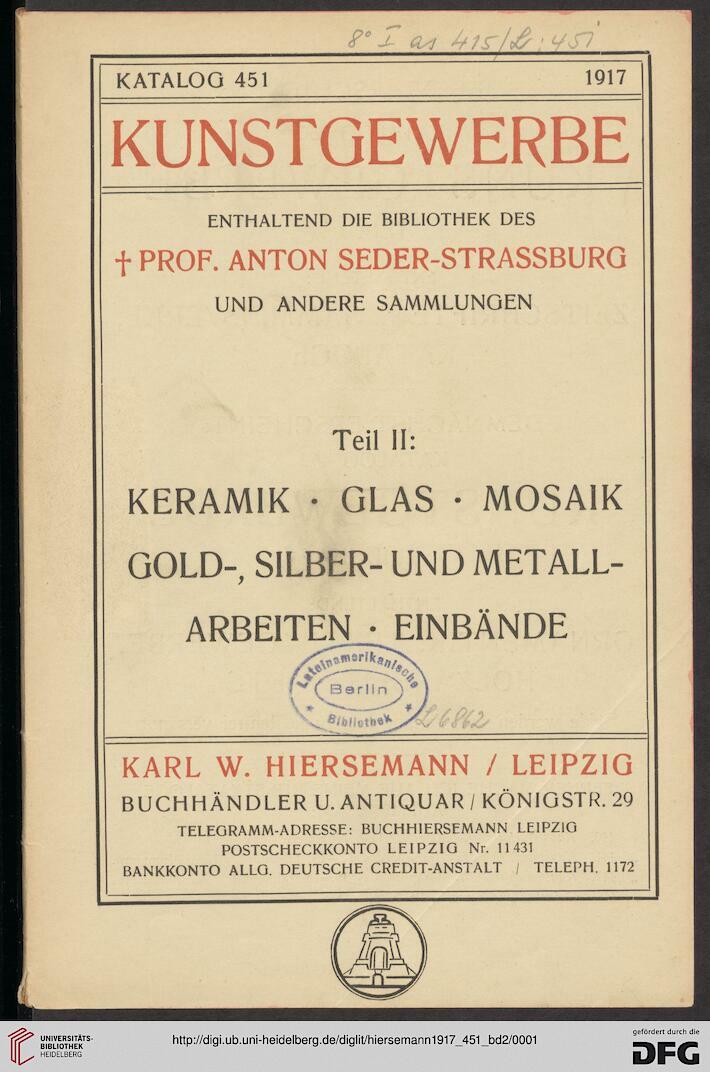 8° I as 415/L:451
KATALOG 451 1917
KUNSTGEWERBE
ENTHALTEND DIE BIBLIOTHEK DES
† PROF. ANTON SEDER-STRASSBURG
UND ANDERE SAMMLUNGEN
Teil II:
KERAMIK · GLAS · MOSAIK
GOLD-, SILBER- UND METALL-
ARBEITEN · EINBÄNDE
Lateinamerikanische
Berlin
* Bibliothek *
L 6862
KARL W. HIERSEMANN / LEIPZIG
BUCHHÄNDLER U. ANTIQUAR / KÖNIGSTR. 29
TELEGRAMM-ADRESSE: BUCHHIERSEMANN LEIPZIG
POSTSCHECKKONTO LEIPZIG Nr. 11431
BANKKONTO ALLG. DEUTSCHE CREDIT-ANSTALT / TELEPH. 1172
UNIVERSITÄTS-
BIBLIOTHEK
HEIDELBERG
http://digi.ub.uni-heidelberg.de/diglit/hiersemann1917_451_bd2/0001
gefördert durch die
DFG